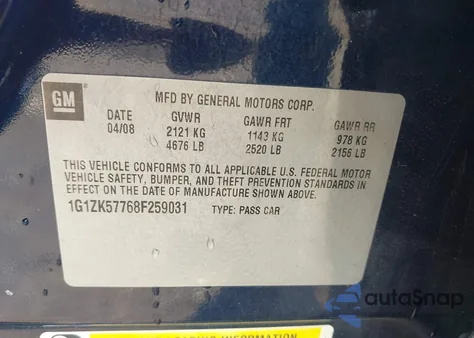 GM
MFD BY GENERAL MOTORS CORP.
DATE GVWR GAWR FRT GAWR RR
04/08 2121 KG 1143 KG 978 KG
4676 LB 2520 LB 2156 LB
THIS VEHICLE CONFORMS TO ALL APPLICABLE U.S. FEDERAL MOTOR
VEHICLE SAFETY, BUMPER, AND THEFT PREVENTION STANDARDS IN
EFFECT ON THE DATE OF MANUFACTURE SHOWN ABOVE.
1G1ZK57768F259031 TYPE: PASS CAR
autoSnap
LOADING INFORMATION